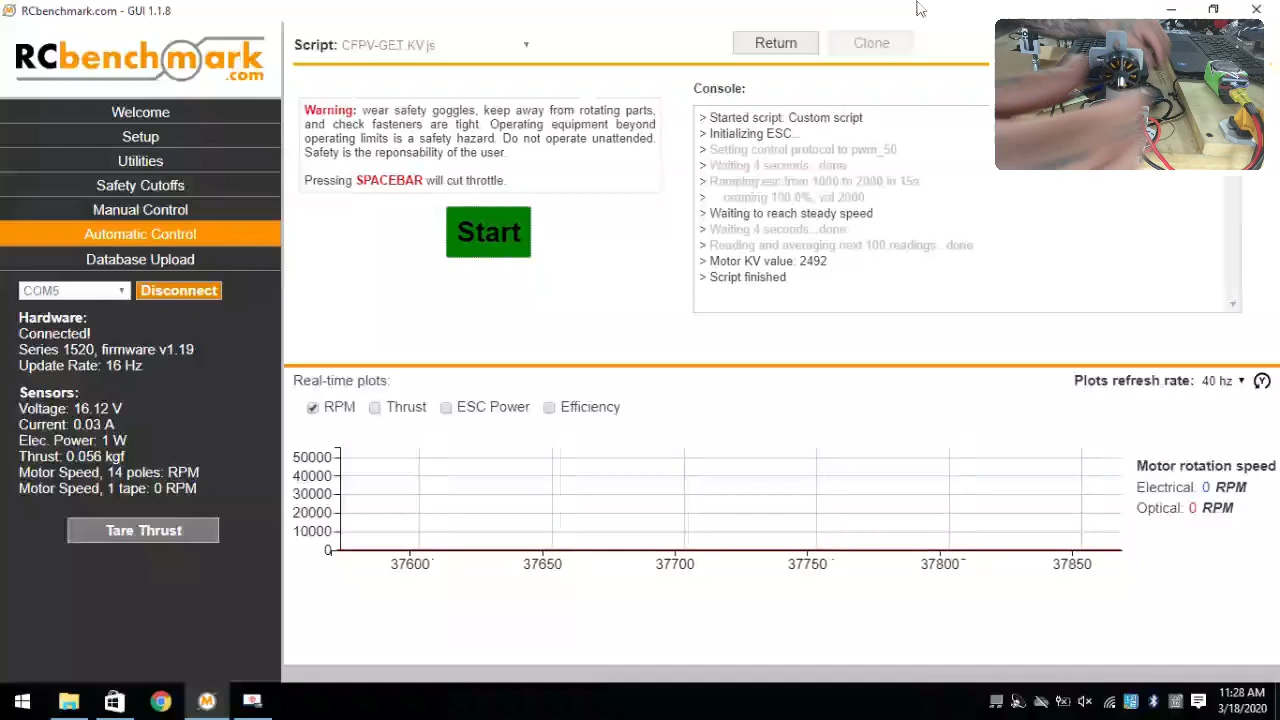 RCbenchmark.com - GUI 1.1.8
RCbenchmark
.com
Welcome
Setup
Utilities
Safety Cutoffs
Manual Control
Automatic Control
Database Upload
COM5
Disconnect
Hardware:
Connected!
Series 1520, firmware v1.19
Update Rate: 16 Hz
Sensors:
Voltage: 16.12 V
Current: 0.03 A
Elec. Power: 1 W
Thrust: 0.056 kgf
Motor Speed, 14 poles: RPM
Motor Speed, 1 tape: 0 RPM
Tare Thrust
Script: CFPV-GET KV.js
Return
Clone
Warning: wear safety goggles, keep away from rotating parts,
and check fasteners are tight. Operating equipment beyond
operating limits is a safety hazard. Do not operate unattended.
Safety is the reponsability of the user.
Pressing SPACEBAR will cut throttle.
Start
Console:
> Started script: Custom script
> Initializing ESC...
> Setting control protocol to pwm_50
> Waiting 4 seconds...done
> Ramping esc from 1000 to 2000 in 15s
> ramping 100.0%, val 2000
> Waiting to reach steady speed
> Waiting 4 seconds...done
> Reading and averaging next 100 readings...done
> Motor KV value: 2492
> Script finished
Real-time plots:
Plots refresh rate: 40 hz
RPM Thrust ESC Power Efficiency
50000
40000
30000
20000
10000
0
37600 37650 37700 37750 37800 37850
Motor rotation speed
Electrical: 0 RPM
Optical: 0 RPM
11:28 AM
3/18/2020